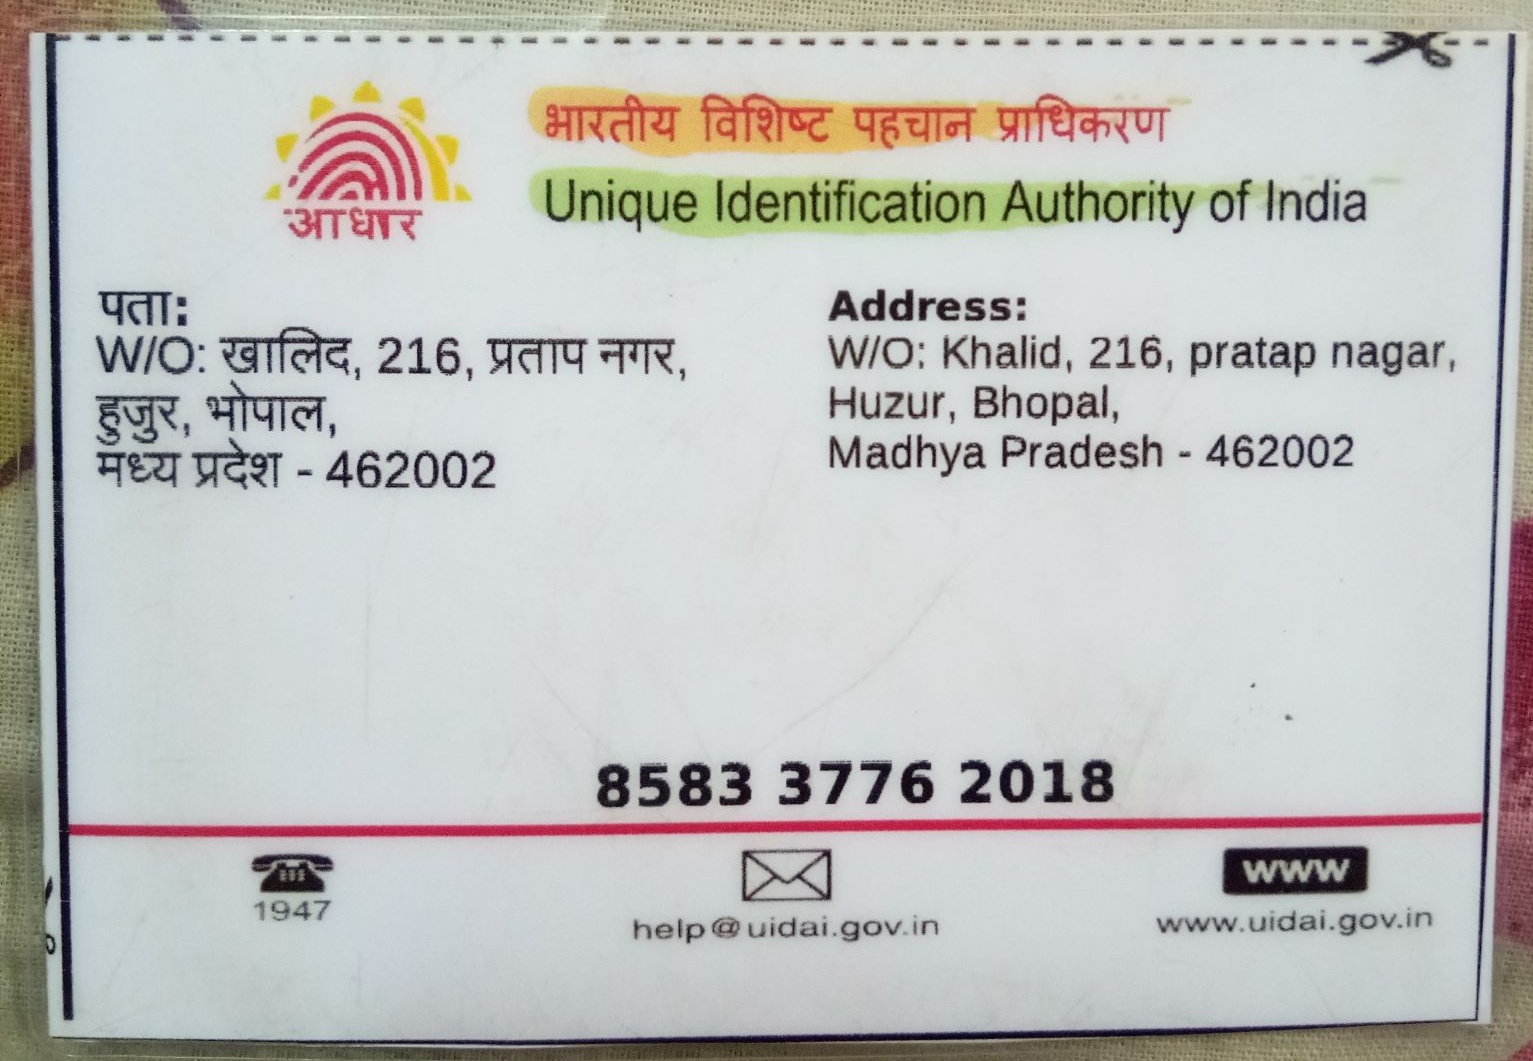 आधार
भारतीय विशिष्ट पहचान प्राधिकरण
Unique Identification Authority of India
पता:
W/O: खालिद, 216, प्रताप नगर,
हुजुर, भोपाल,
मध्य प्रदेश - 462002
Address:
W/O: Khalid, 216, pratap nagar,
Huzur, Bhopal,
Madhya Pradesh - 462002
8583 3776 2018
1947
help@uidai.gov.in
WWW
www.uidai.gov.in